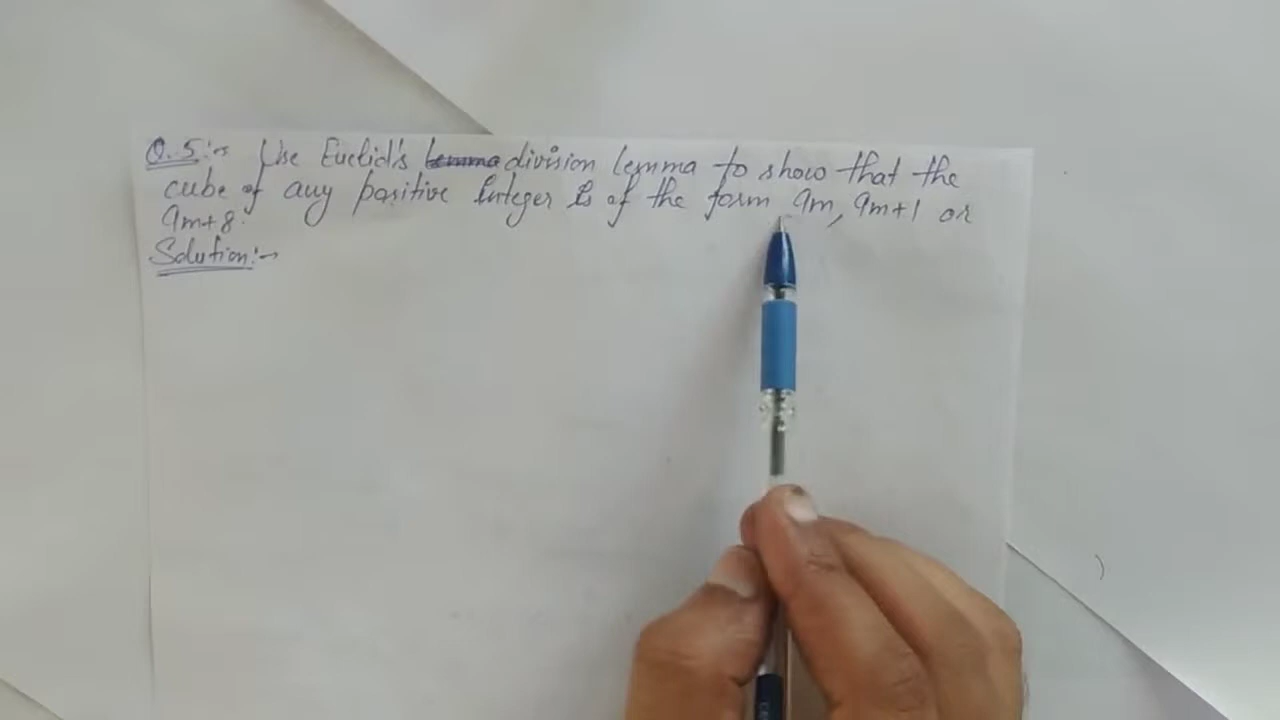 Q.5:- Use Euclid's division lemma to show that the
cube of any positive integer is of the form 9m, 9m+1 or
9m+8.
Solution:-